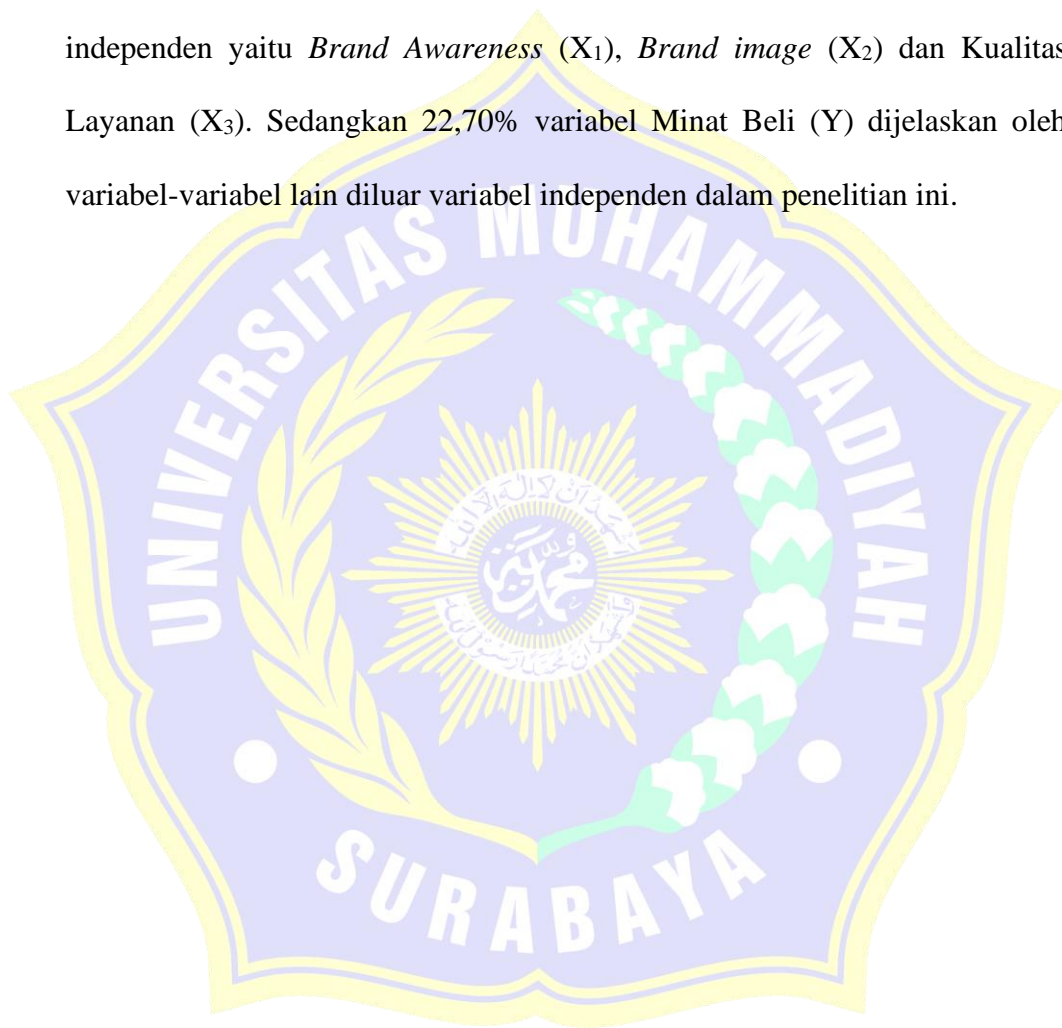 independen yaitu Brand Awareness (X₁), Brand image (X₂) dan Kualitas
Layanan (X₃). Sedangkan 22,70% variabel Minat Beli (Y) dijelaskan oleh
variabel-variabel lain diluar variabel independen dalam penelitian ini.
UNIVERSITAS MUHAMMADIYAH
محمد
SURABAYA